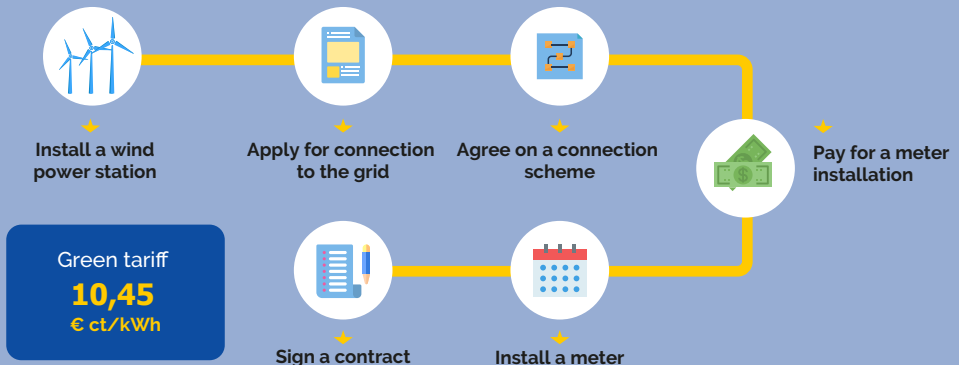 Install a wind
power station
Apply for connection
to the grid
Agree on a connection
scheme
Pay for a meter
installation
Green tariff
10,45
€ ct/kWh
Sign a contract
Install a meter